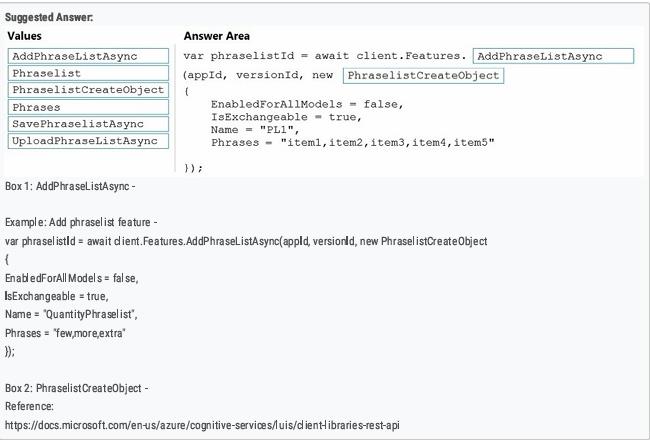 Suggested Answer:
Values
AddPhraseListAsync
Phraselist
PhraselistCreateObject
Phrases
SavePhraselistAsync
UploadPhraseListAsync
Answer Area
var phraselistId = await client.Features. AddPhraseListAsync
(appId, versionId, new PhraselistCreateObject
{
EnabledForAllModels = false,
IsExchangeable = true,
Name = "PL1",
Phrases = "item1,item2,item3,item4,item5"
});
Box 1: AddPhraseListAsync -
Example: Add phraselist feature -
var phraselistId = await client.Features.AddPhraseListAsync(appId, versionId, new PhraselistCreateObject
{
EnabledForAllModels = false,
IsExchangeable = true,
Name = "QuantityPhraselist",
Phrases = "few,more,extra"
});
Box 2: PhraselistCreateObject -
Reference:
https://docs.microsoft.com/en-us/azure/cognitive-services/luis/client-libraries-rest-api